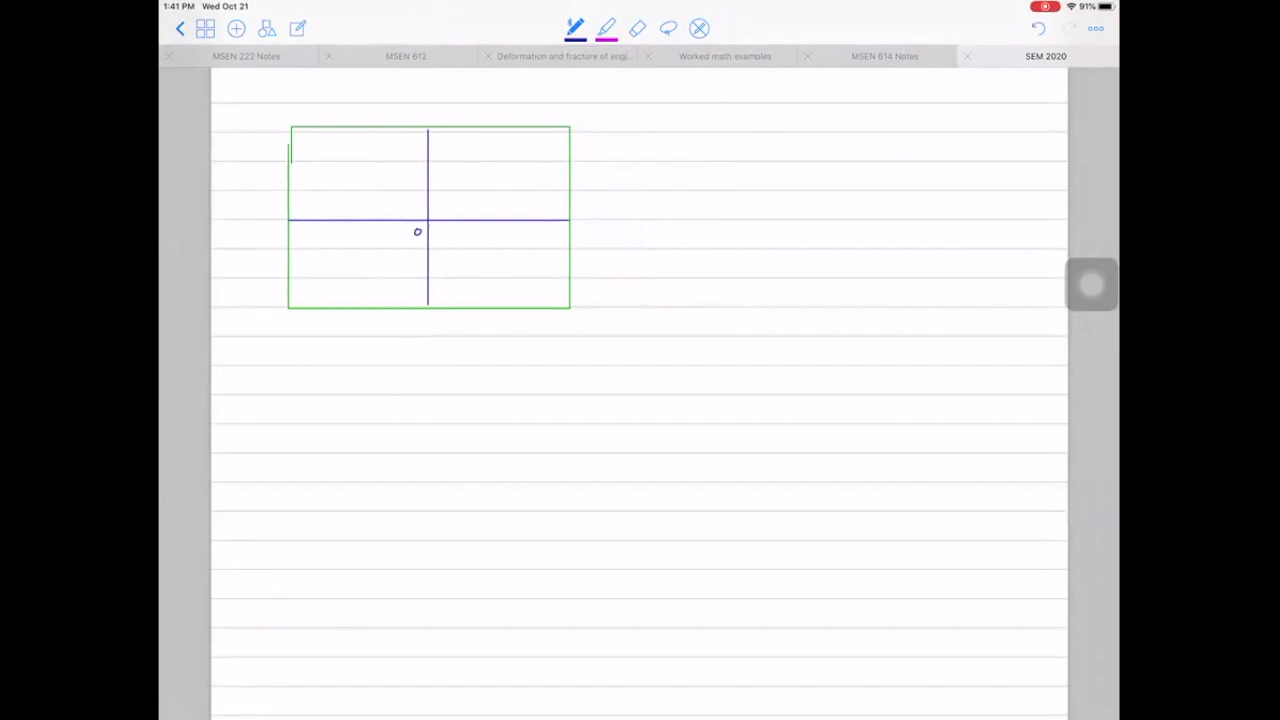 1:41 PM Wed Oct 21 91%
MSEN 222 Notes MSEN 612 Deformation and fracture of engi... Worked math examples MSEN 614 Notes SEM 2020
o